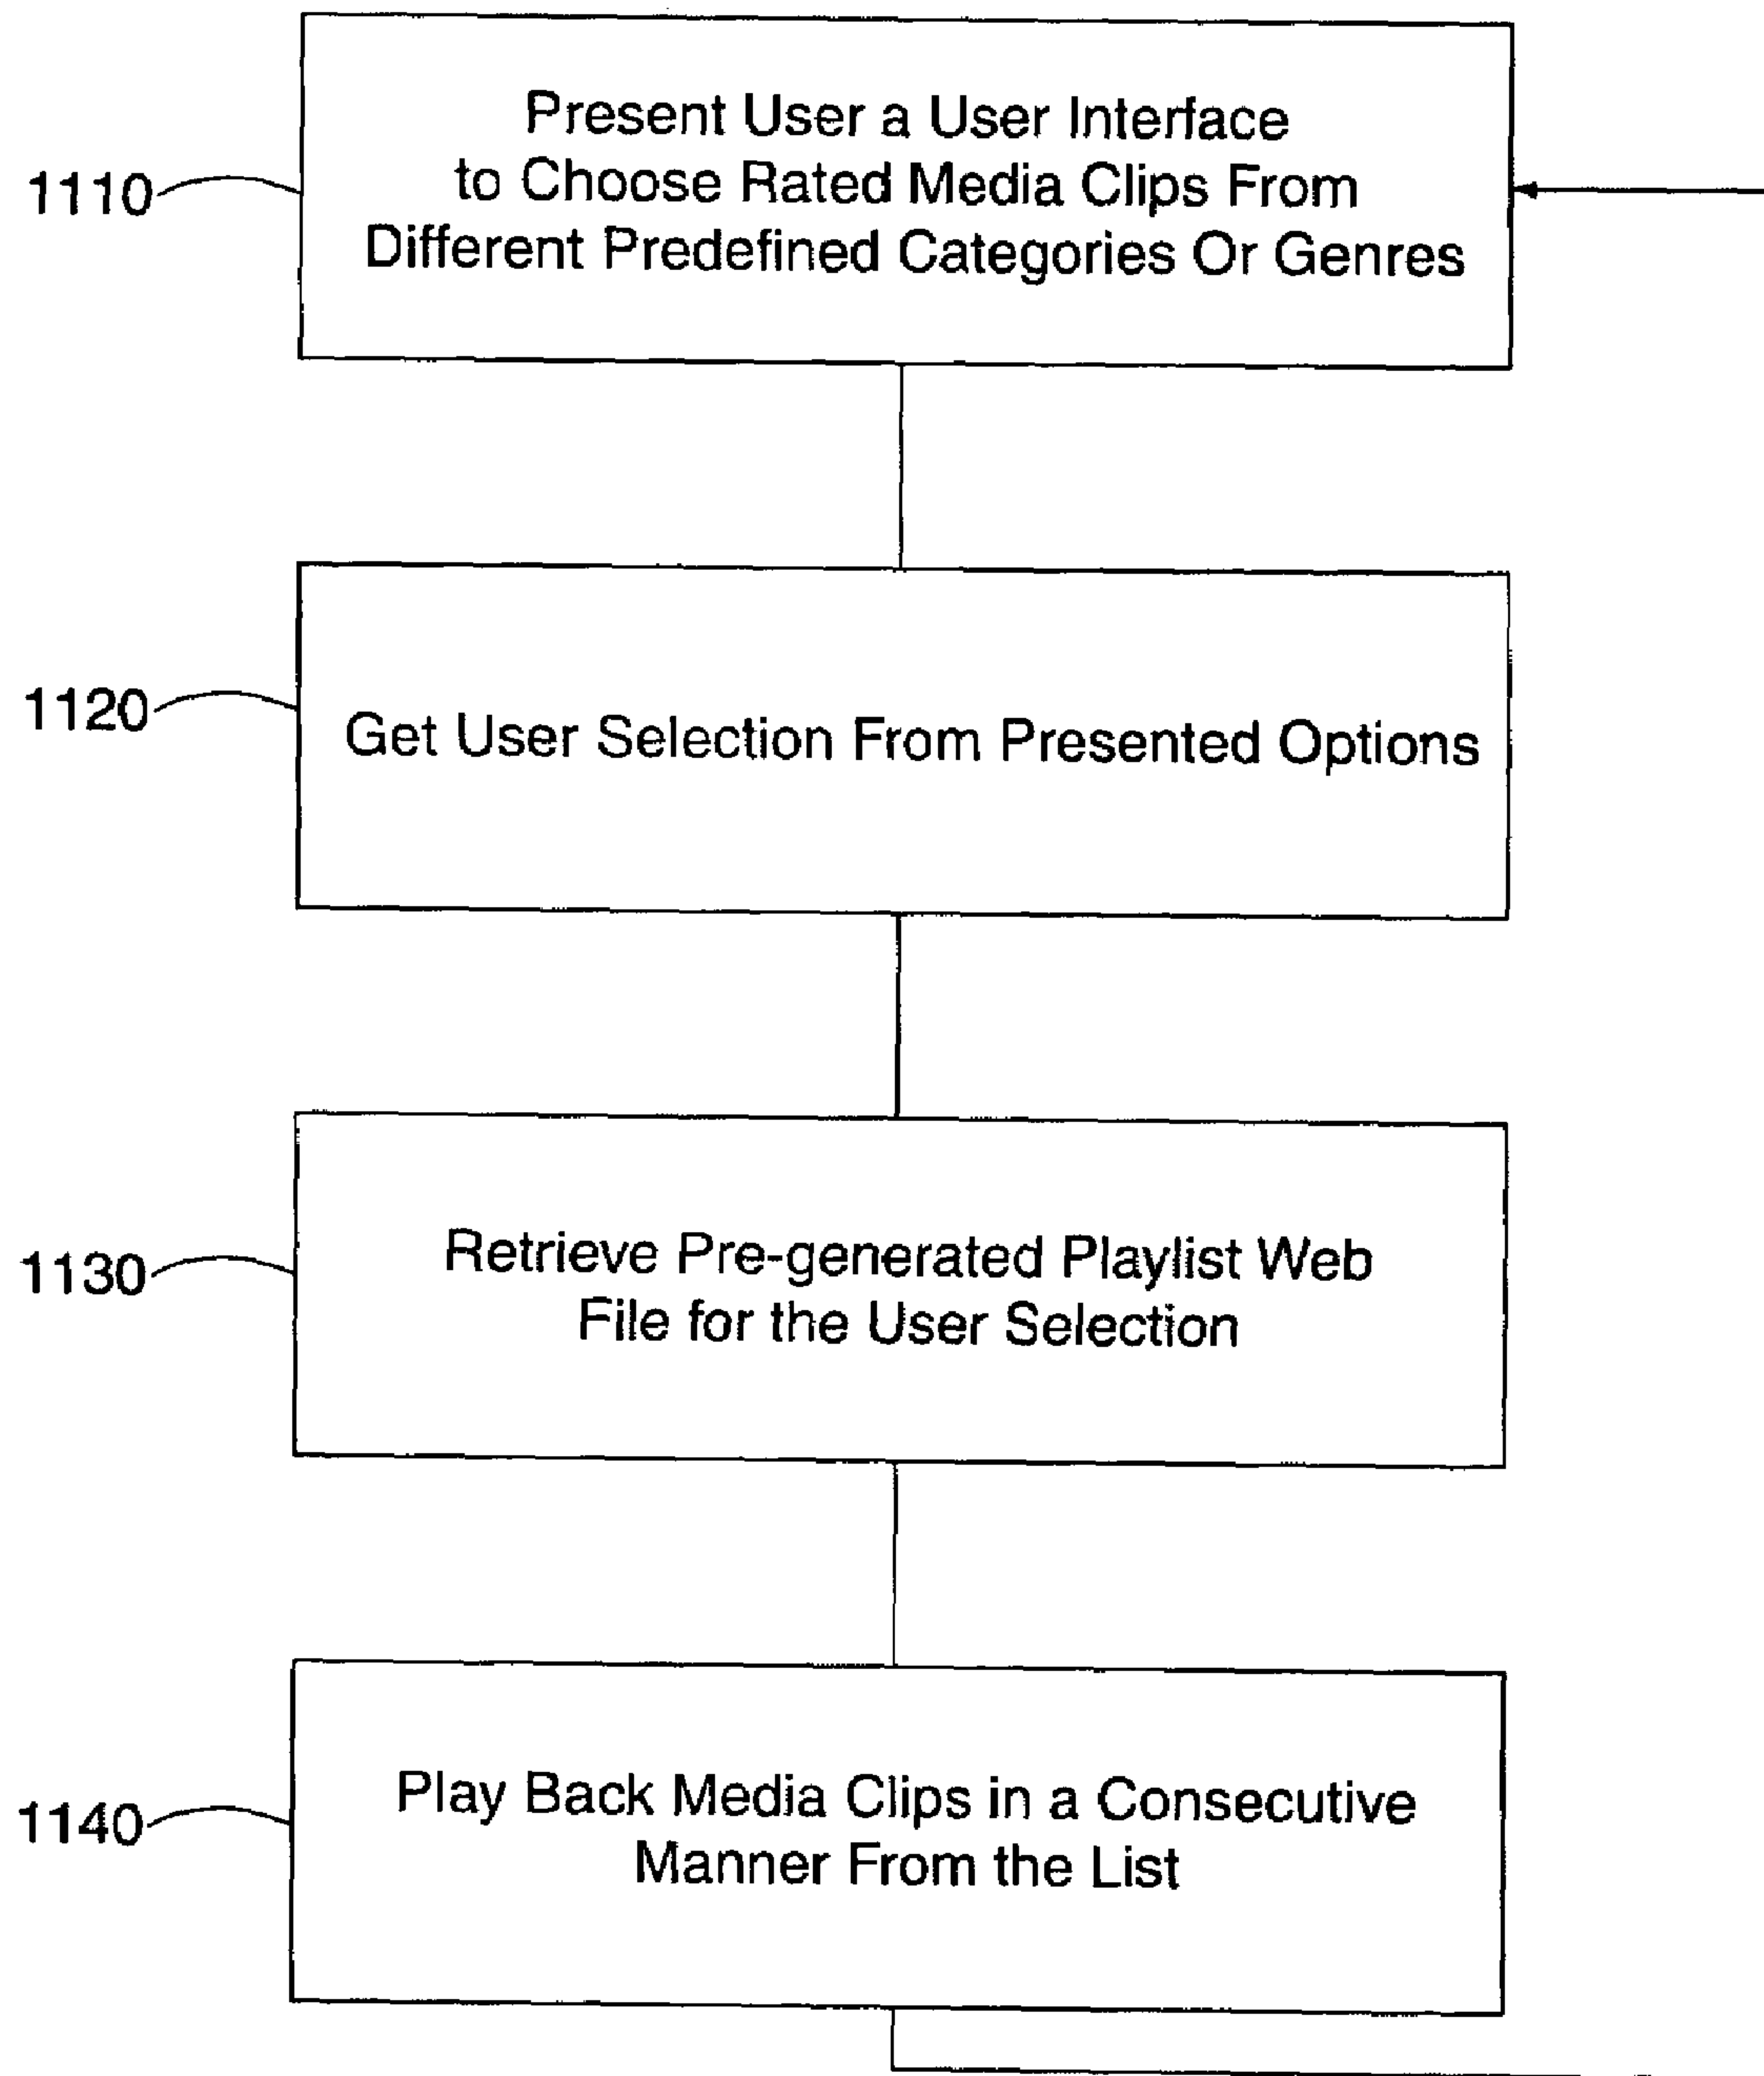 Present User a User Interface
to Choose Rated Media Clips From
Different Predefined Categories Or Genres
1110
1120
Get User Selection From Presented Options
Retrieve Pre-generated Playlist Web
File for the User Selection
1130
Play Back Media Clips in a Consecutive
Manner From the List
1140